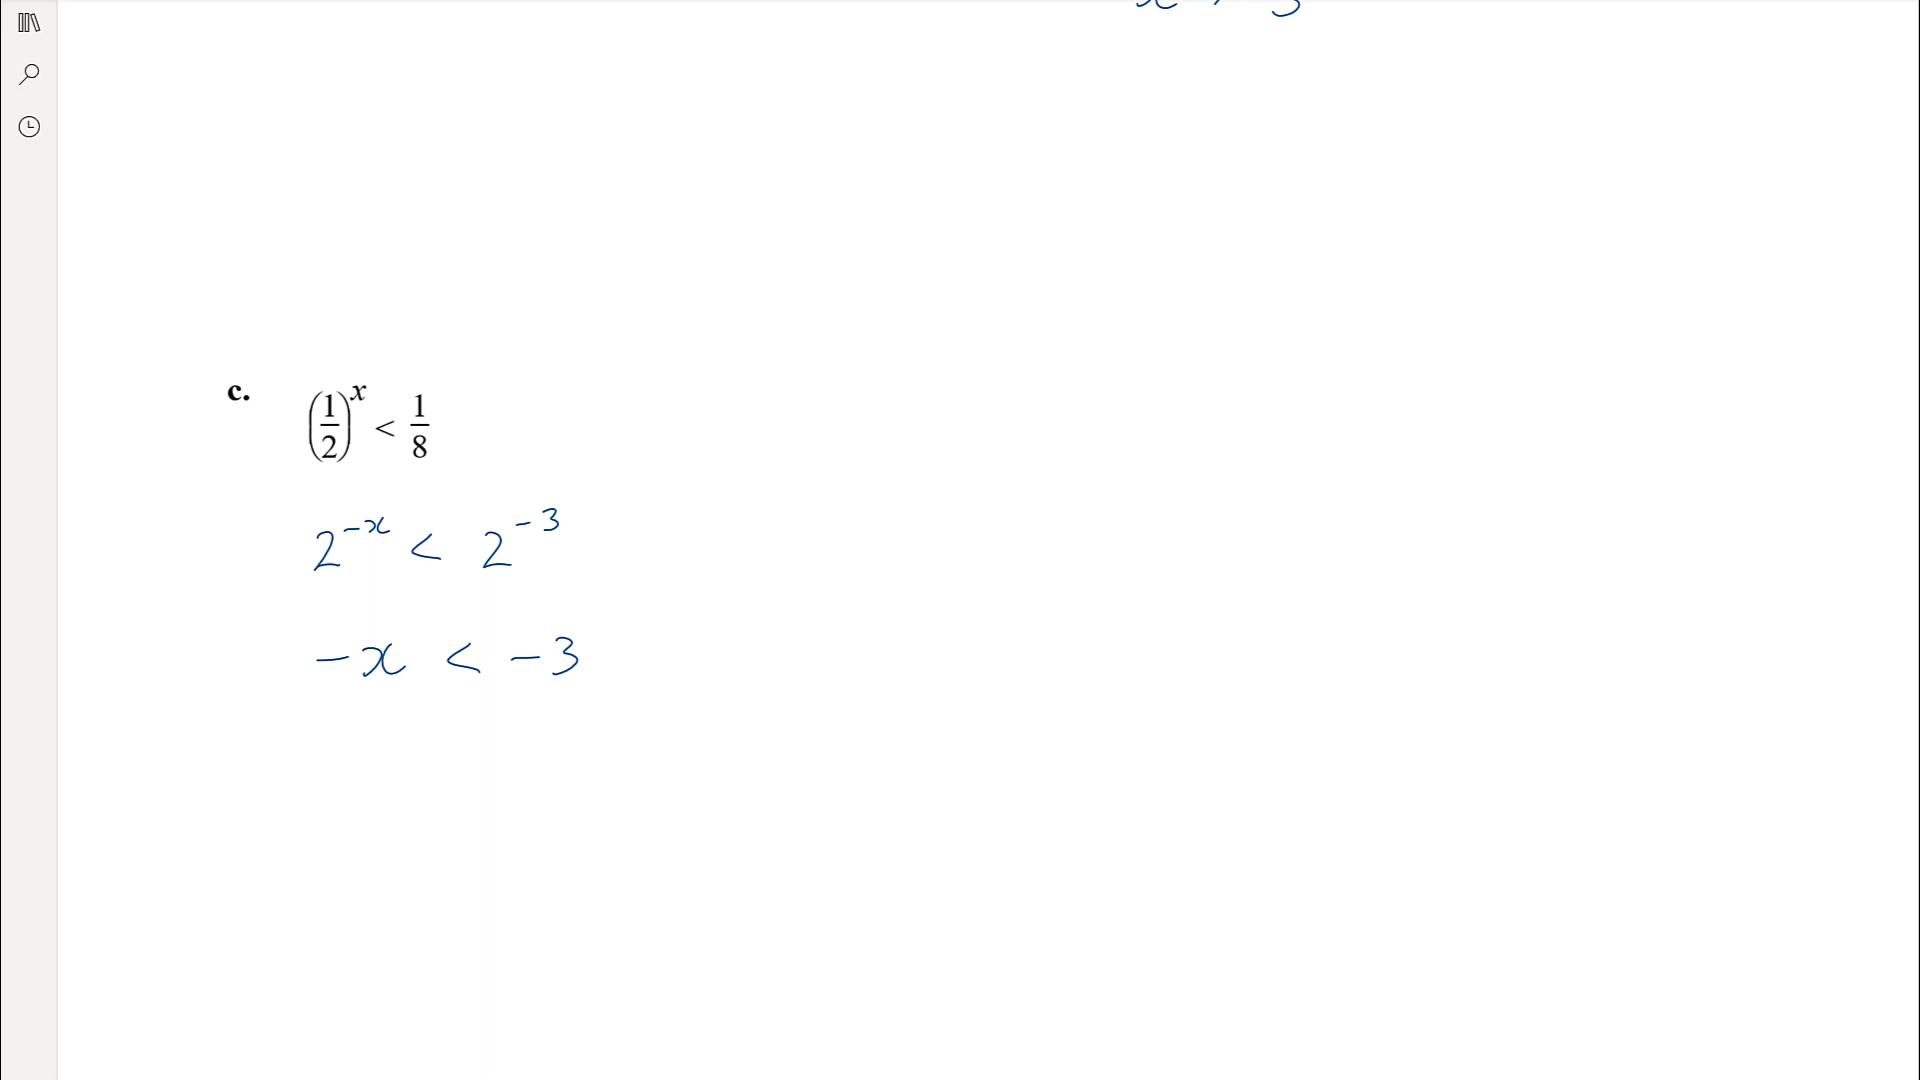 c. (1/2)^x < 1/8
2^-x < 2^-3
-x < -3